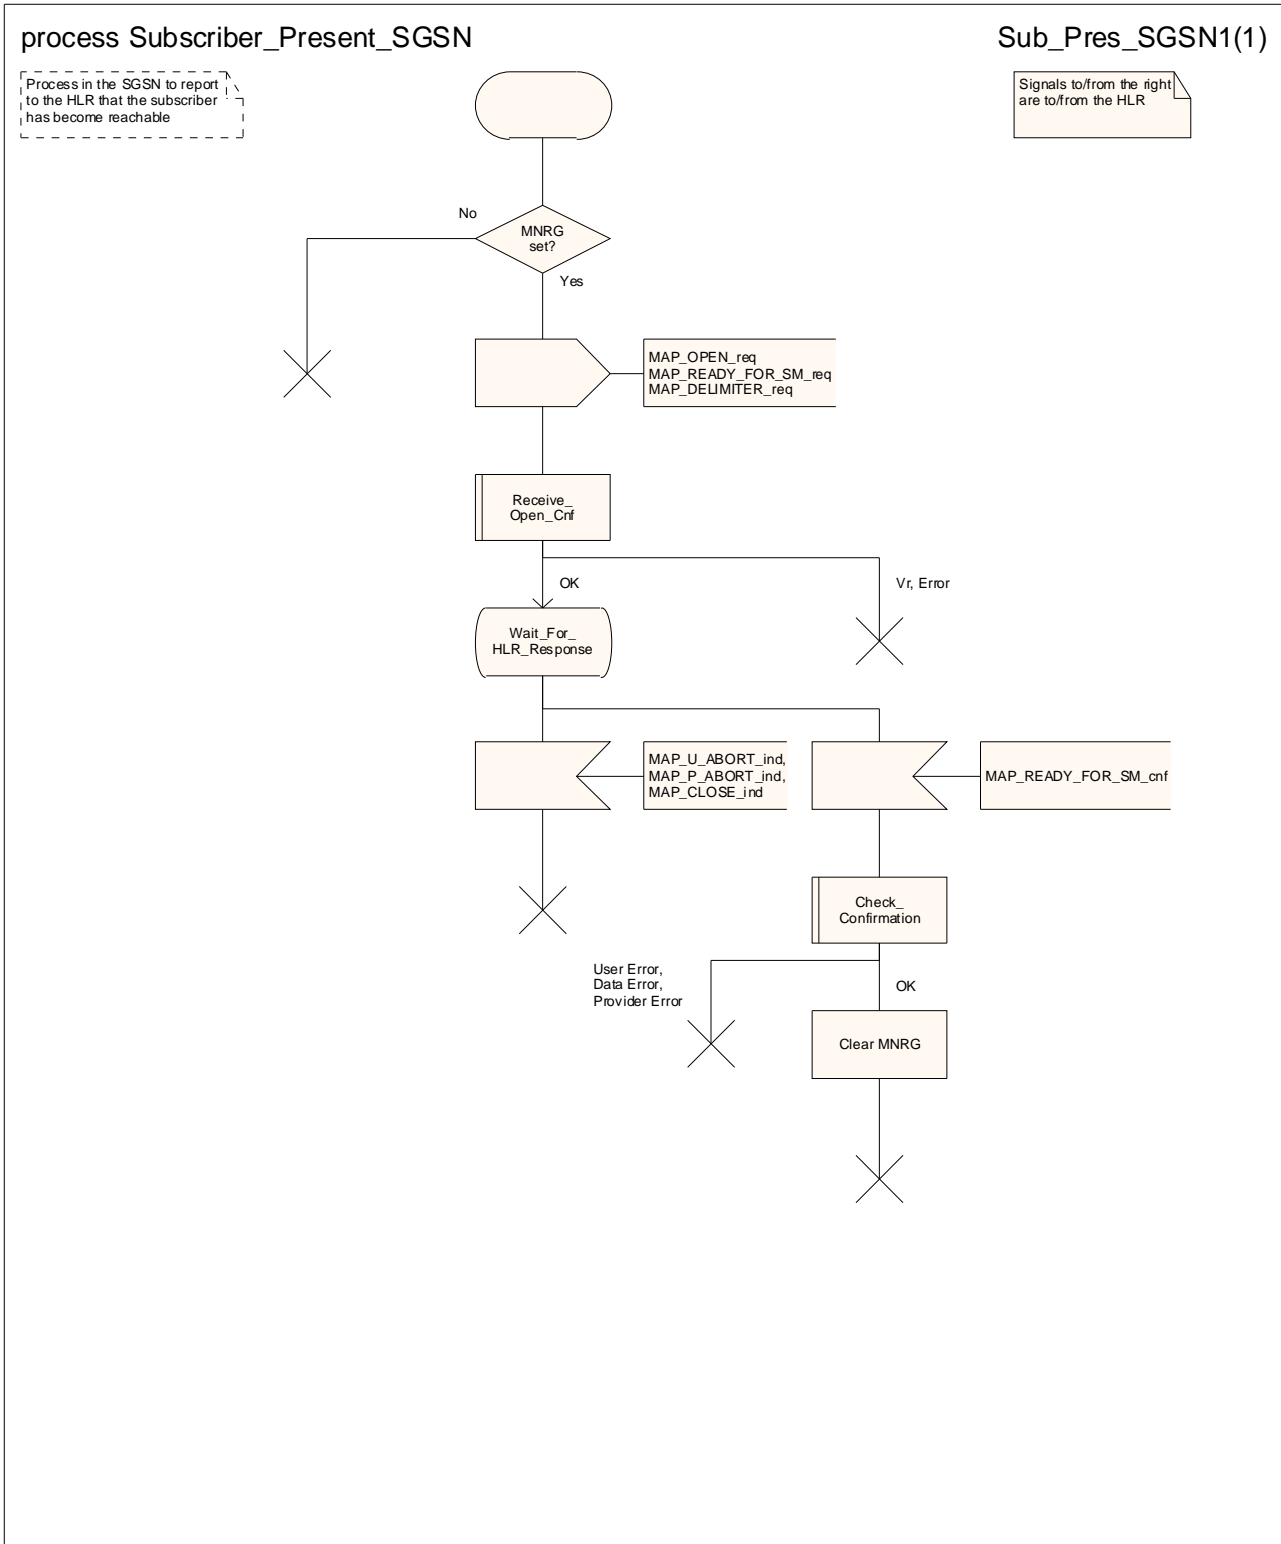 process Subscriber_Present_SGSN
Sub_Pres_SGSN1(1)
Process in the SGSN to report
to the HLR that the subscriber
has become reachable
Signals to/from the right
are to/from the HLR
No
MNRG
set?
Yes
MAP_OPEN_req
MAP_READY_FOR_SM_req
MAP_DELIMITER_req
Receive_
Open_Cnf
OK
Vr, Error
Wait_For_
HLR_Response
MAP_U_ABORT_ind,
MAP_P_ABORT_ind,
MAP_CLOSE_ind
MAP_READY_FOR_SM_cnf
Check_
Confirmation
User Error,
Data Error,
Provider Error
OK
Clear MNRG